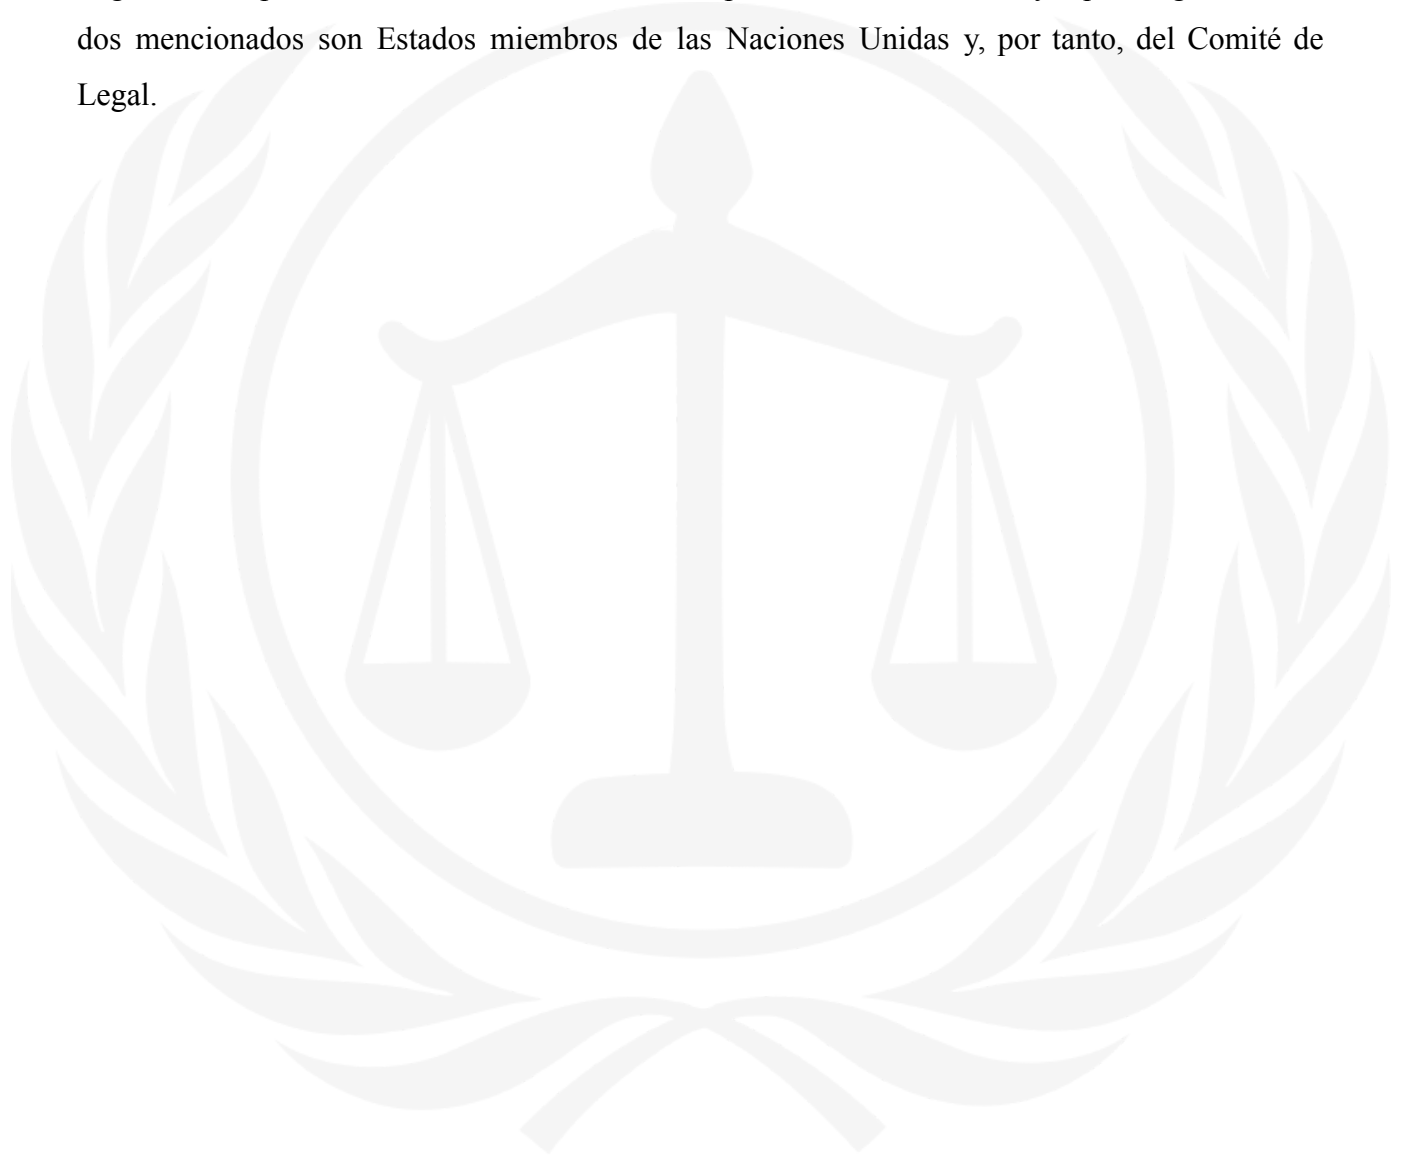 dos mencionados son Estados miembros de las Naciones Unidas y, por tanto, del Comité de
Legal.